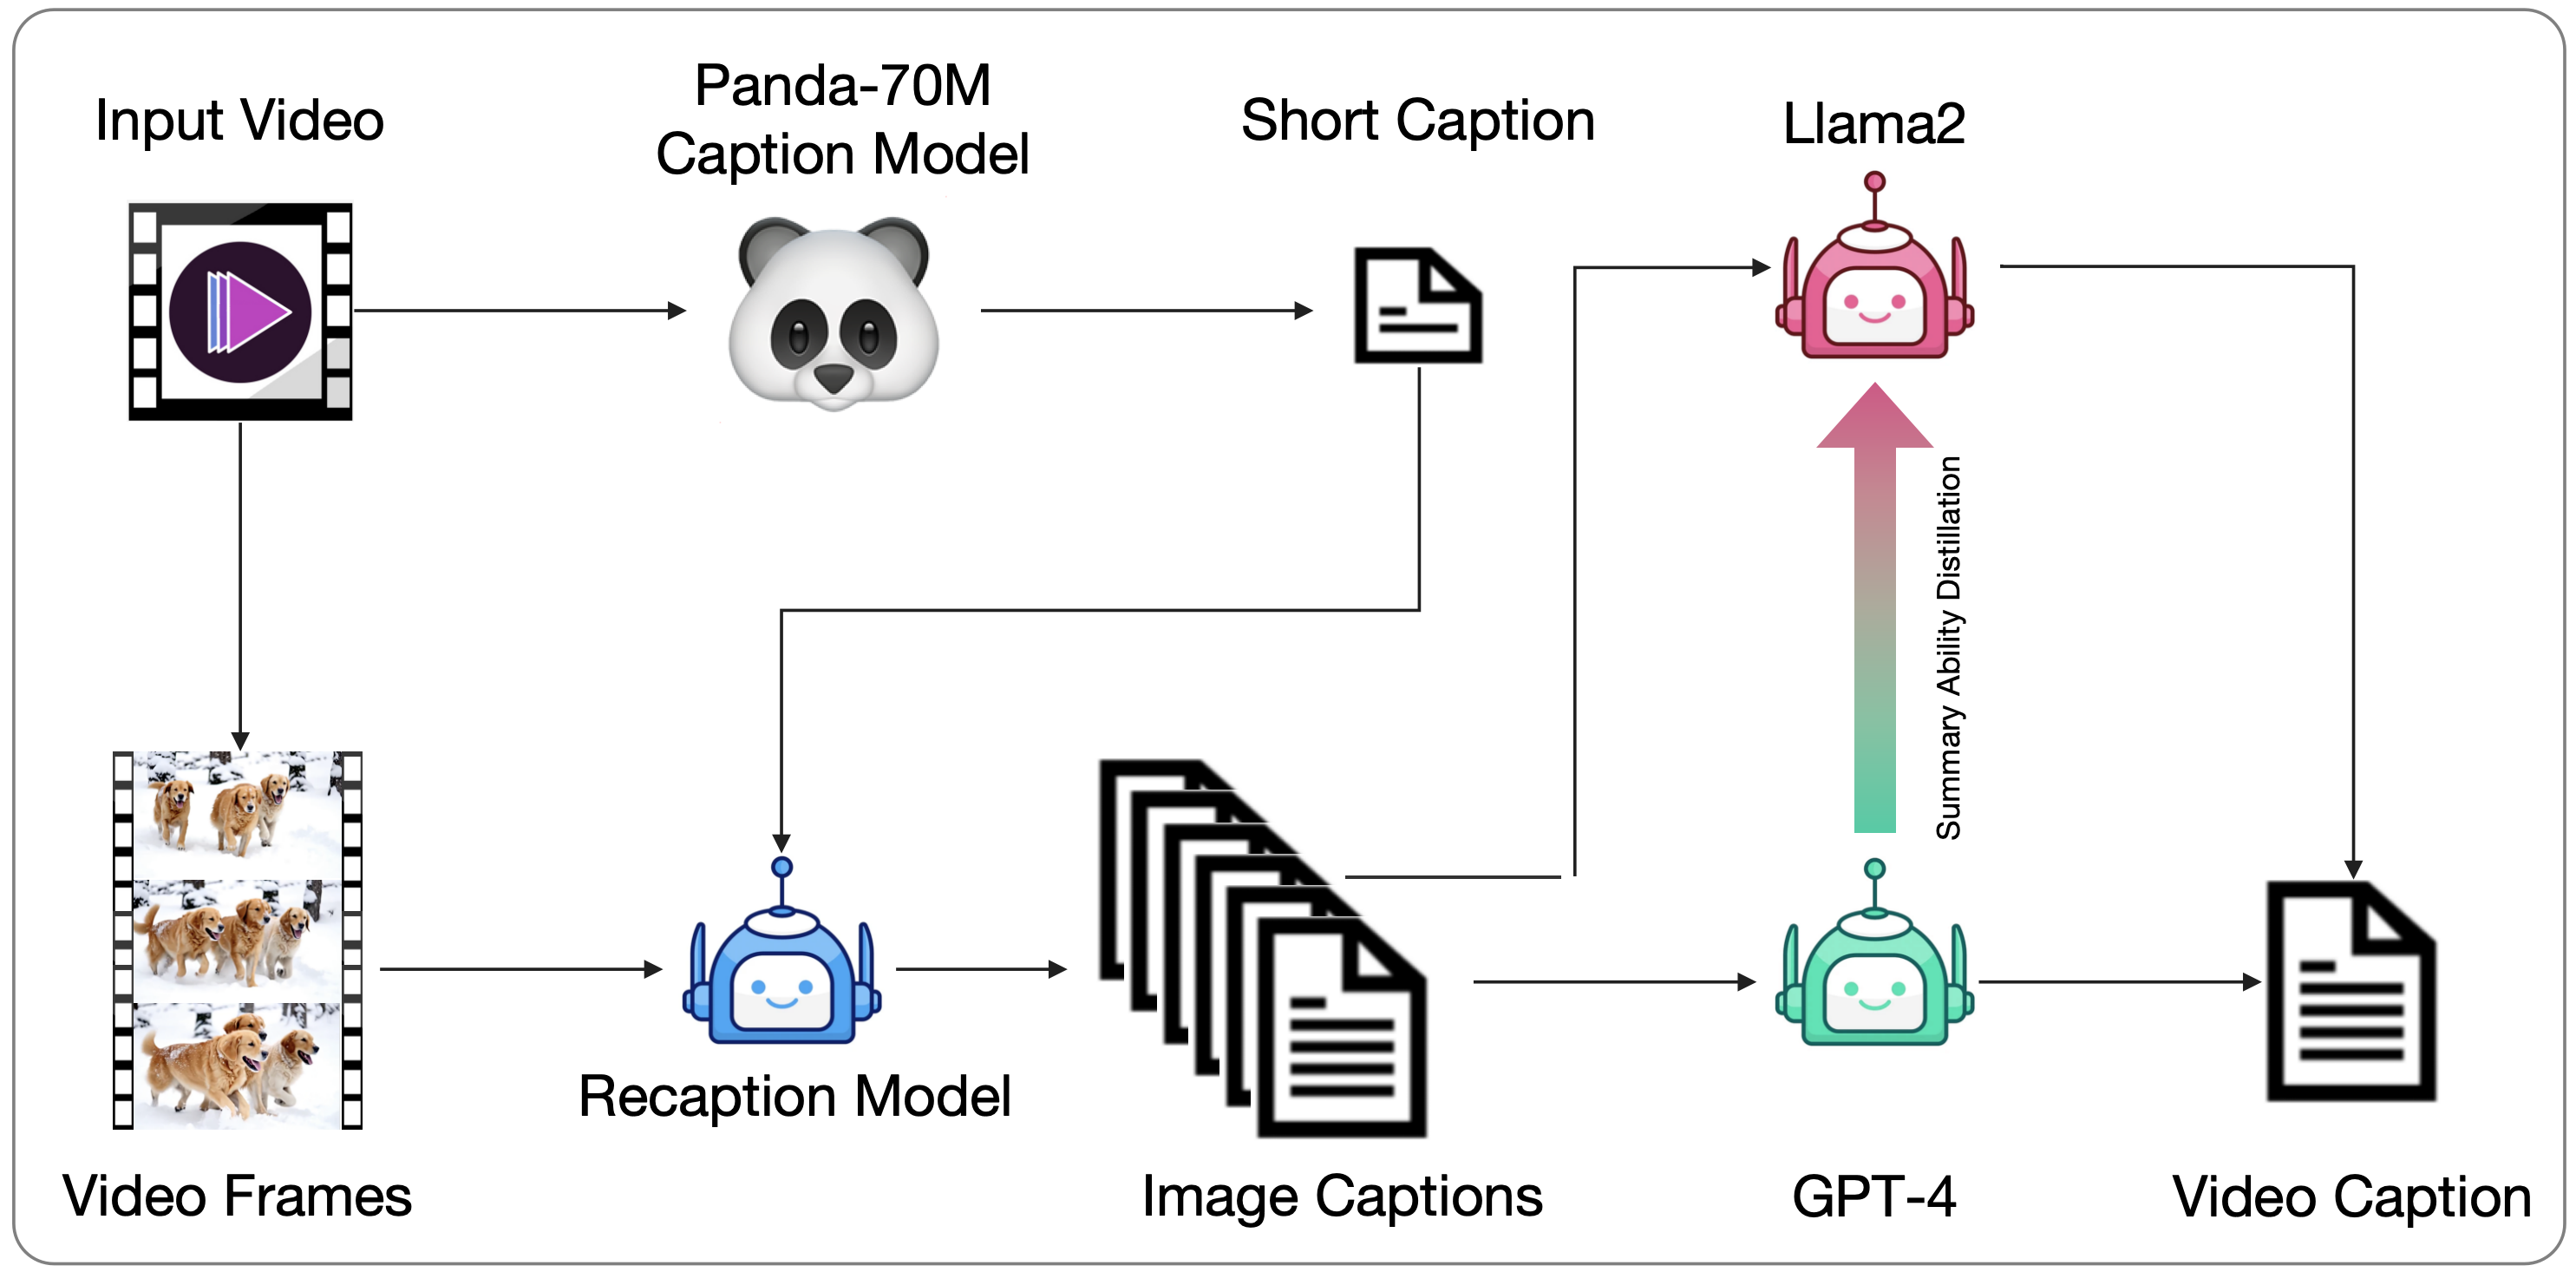 Input Video
Panda-70M
Caption Model
Short Caption
Llama2
Summary Ability Distillation
Recaption Model
Video Frames
Image Captions
GPT-4
Video Caption